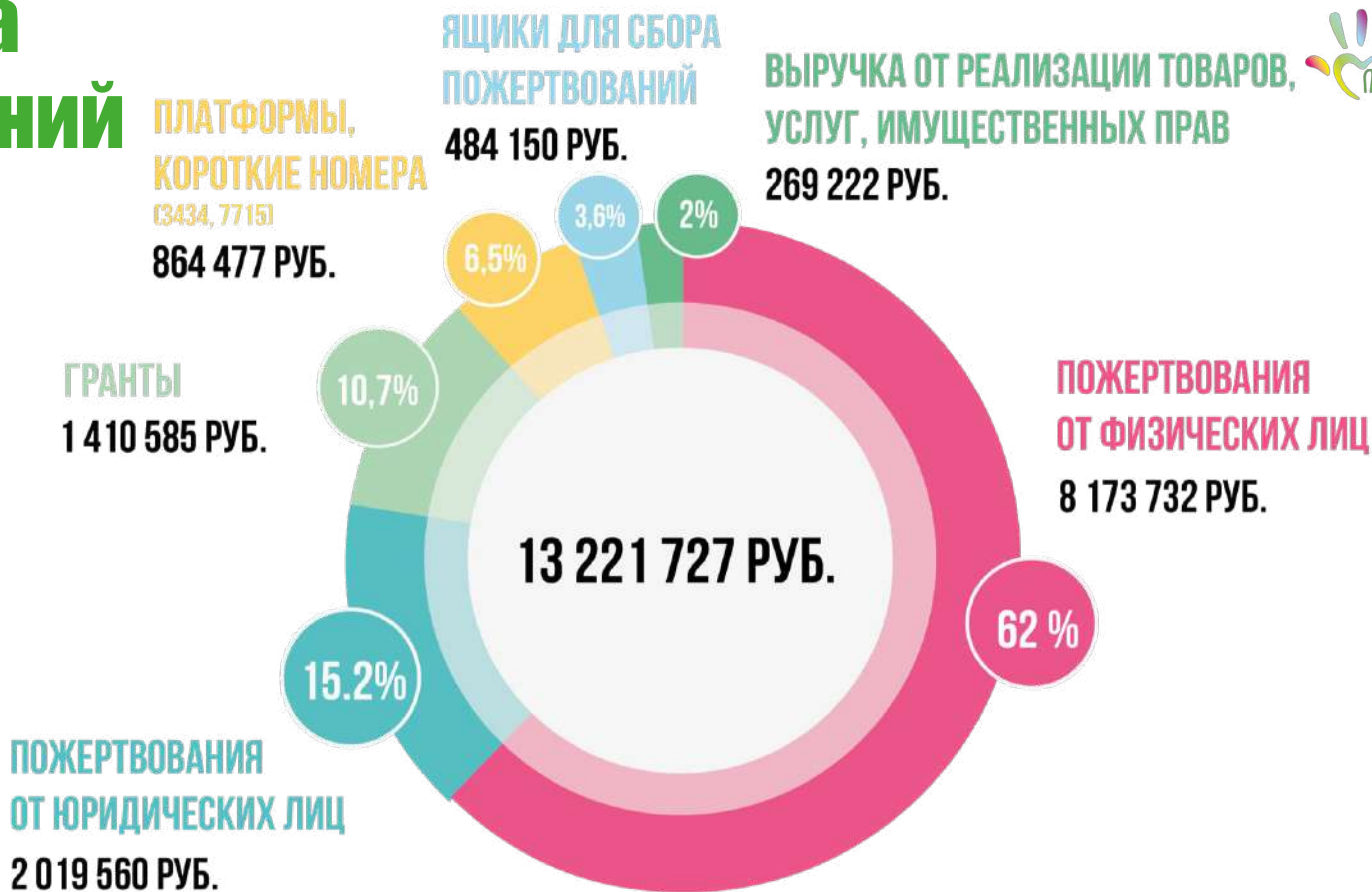 а
ний
ЯЩИКИ ДЛЯ СБОРА
ПОЖЕРТВОВАНИЙ
484 150 РУБ.
ВЫРУЧКА ОТ РЕАЛИЗАЦИИ ТОВАРОВ,
УСЛУГ, ИМУЩЕСТВЕННЫХ ПРАВ
269 222 РУБ.
ПЛАТФОРМЫ,
КОРОТКИЕ НОМЕРА
(3434, 7715)
864 477 РУБ.
6,5%
3,6%
2%
ГРАНТЫ
1 410 585 РУБ.
10,7%
ПОЖЕРТВОВАНИЯ
ОТ ФИЗИЧЕСКИХ ЛИЦ
8 173 732 РУБ.
62 %
13 221 727 РУБ.
15.2%
ПОЖЕРТВОВАНИЯ
ОТ ЮРИДИЧЕСКИХ ЛИЦ
2 019 560 РУБ.